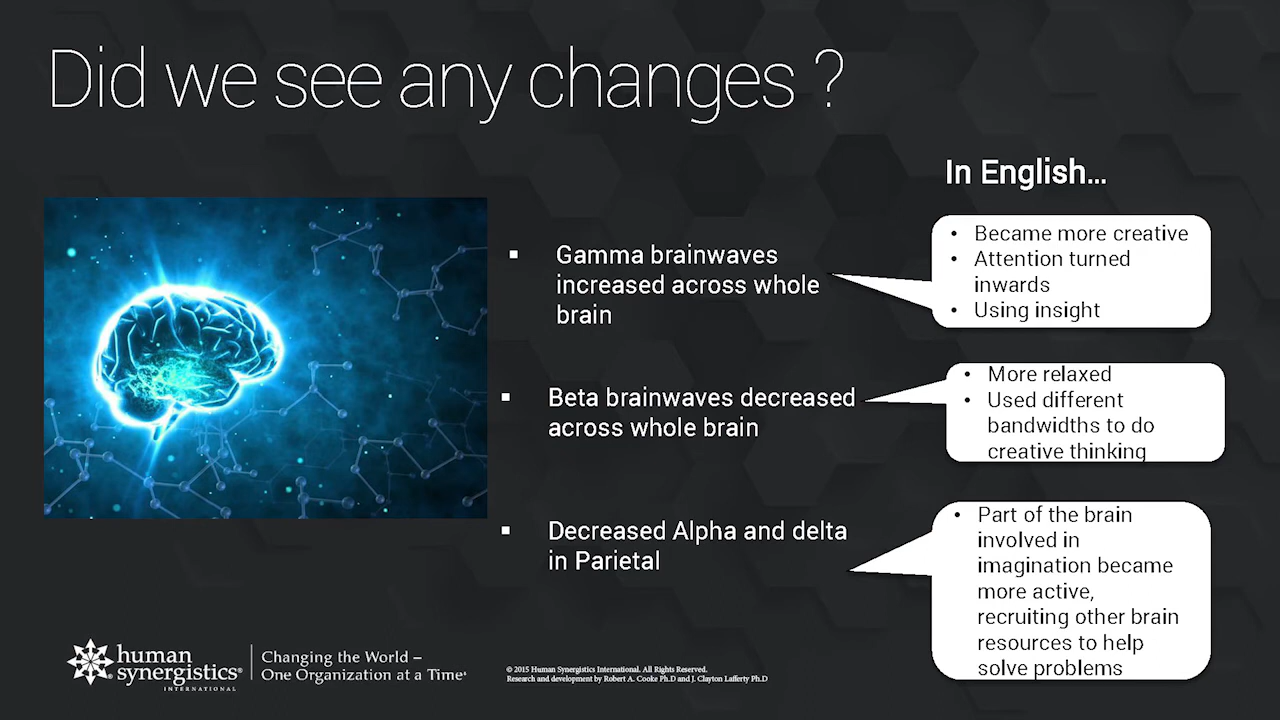 Did we see any changes ?
In English...
▪ Gamma brainwaves
increased across whole
brain
• Became more creative
• Attention turned
inwards
• Using insight
▪ Beta brainwaves decreased
across whole brain
• More relaxed
• Used different
bandwidths to do
creative thinking
▪ Decreased Alpha and delta
in Parietal
• Part of the brain
involved in
imagination became
more active,
recruiting other brain
resources to help
solve problems
human
synergistics®
INTERNATIONAL
Changing the World –
One Organization at a Time
© 2015 Human Synergistics International. All Rights Reserved.
Research and development by Robert A. Cooke Ph.D and J. Clayton Lafferty Ph.D